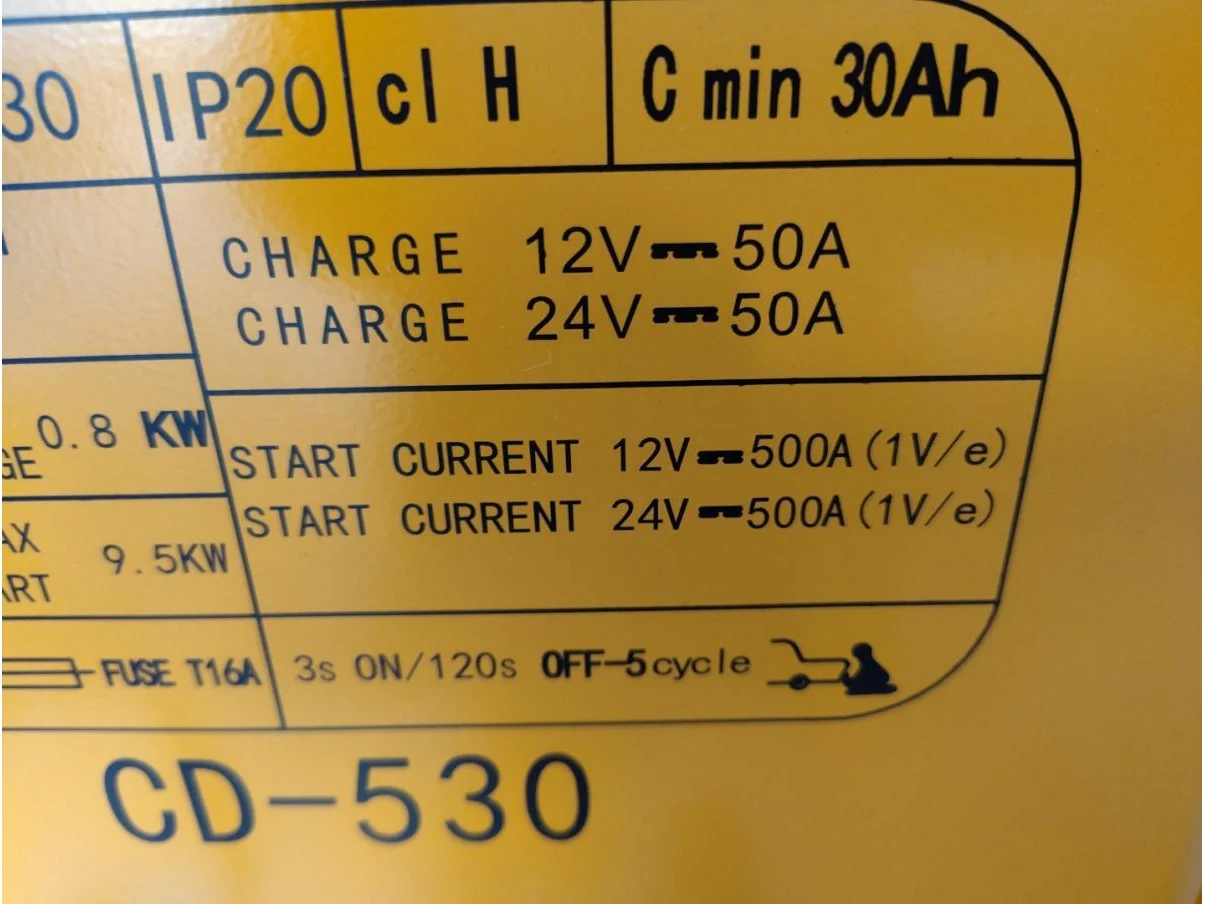 30 IP20 cl H C min 30Ah
CHARGE 12V⎓50A
CHARGE 24V⎓50A
0.8 KW
GE
START CURRENT 12V⎓500A(1V/e)
START CURRENT 24V⎓500A(1V/e)
AX
9.5KW
ART
FUSE T16A 3s ON/120s OFF-5cycle
CD-530